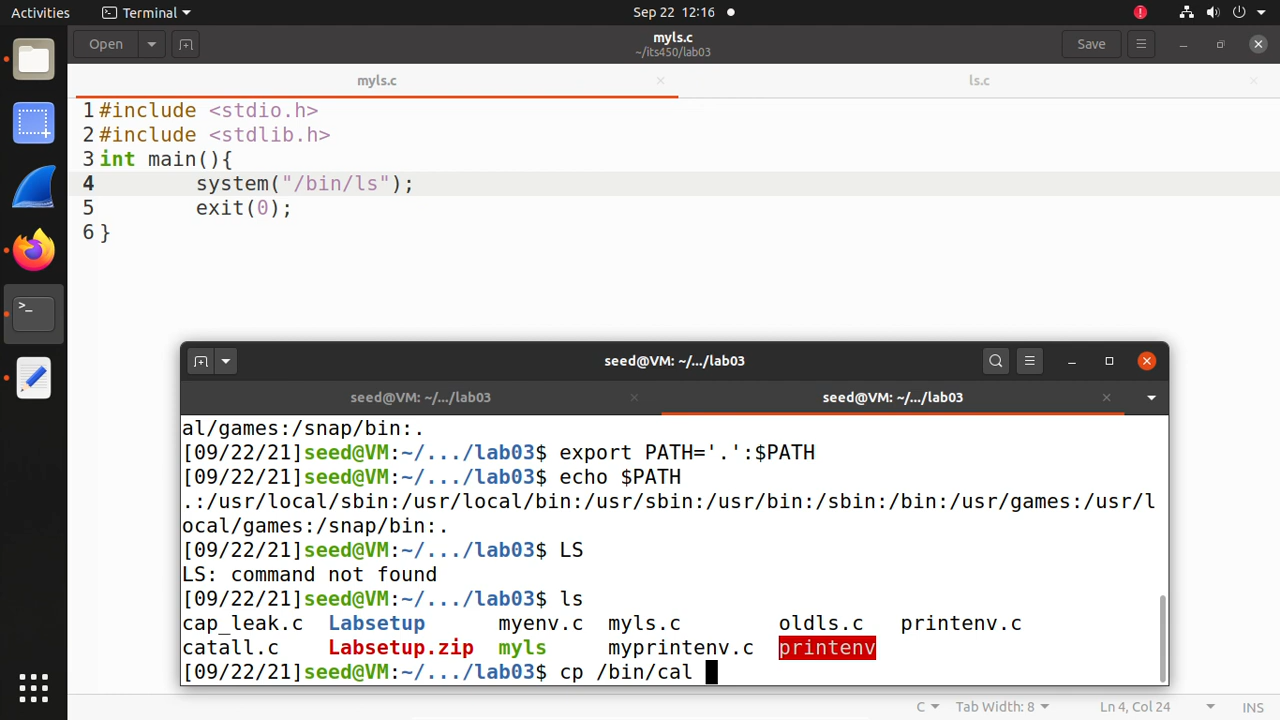 Activities Terminal Sep 22 12:16
Open myls.c Save
~/its450/lab03
myls.c ls.c
1 #include <stdio.h>
2 #include <stdlib.h>
3 int main(){
4 system("/bin/ls");
5 exit(0);
6 }
seed@VM: ~/.../lab03
seed@VM: ~/.../lab03 seed@VM: ~/.../lab03
al/games:/snap/bin:.
[09/22/21]seed@VM:~/.../lab03$ export PATH='.':$PATH
[09/22/21]seed@VM:~/.../lab03$ echo $PATH
.:/usr/local/sbin:/usr/local/bin:/usr/sbin:/usr/bin:/sbin:/bin:/usr/games:/usr/l
ocal/games:/snap/bin:.
[09/22/21]seed@VM:~/.../lab03$ LS
LS: command not found
[09/22/21]seed@VM:~/.../lab03$ ls
cap_leak.c Labsetup myenv.c myls.c oldls.c printenv.c
catall.c Labsetup.zip myls myprintenv.c printenv
[09/22/21]seed@VM:~/.../lab03$ cp /bin/cal
C Tab Width: 8 Ln 4, Col 24 INS